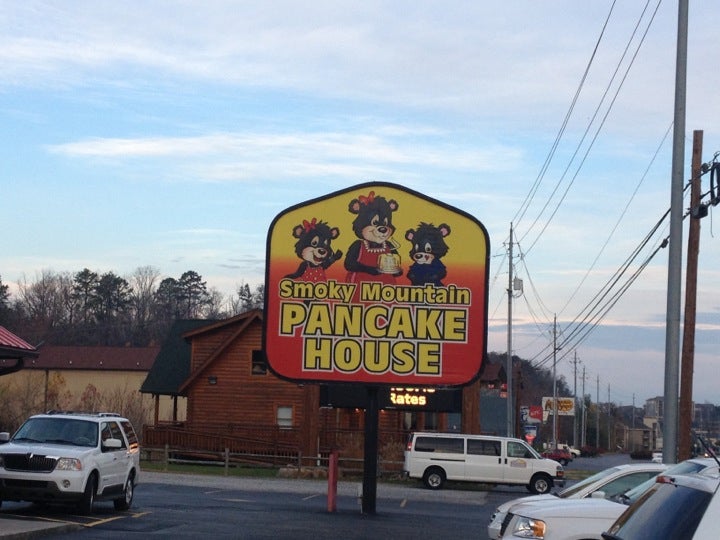 Smoky Mountain
PANCAKE
HOUSE
Rates